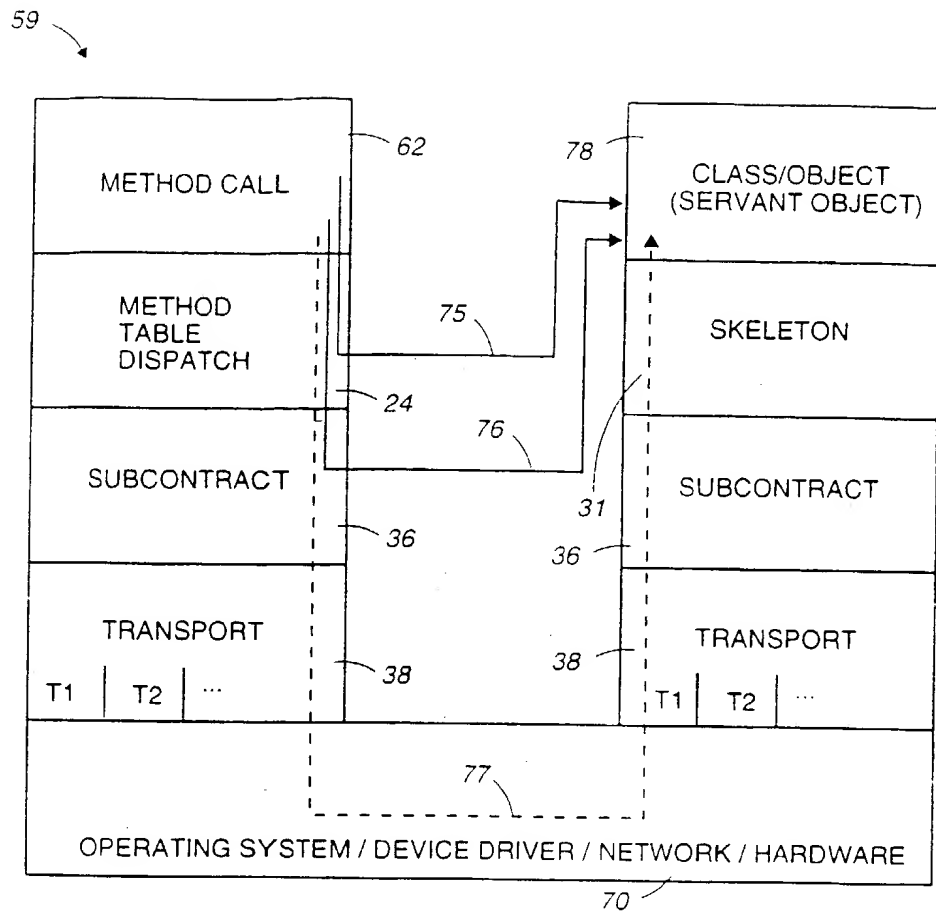 59
62
METHOD CALL
78
CLASS/OBJECT
(SERVANT OBJECT)
METHOD
TABLE
DISPATCH
75
24
SKELETON
31
SUBCONTRACT
76
36
SUBCONTRACT
36
TRANSPORT
38
T1 T2 ...
TRANSPORT
38
T1 T2 ...
77
OPERATING SYSTEM / DEVICE DRIVER / NETWORK / HARDWARE
70